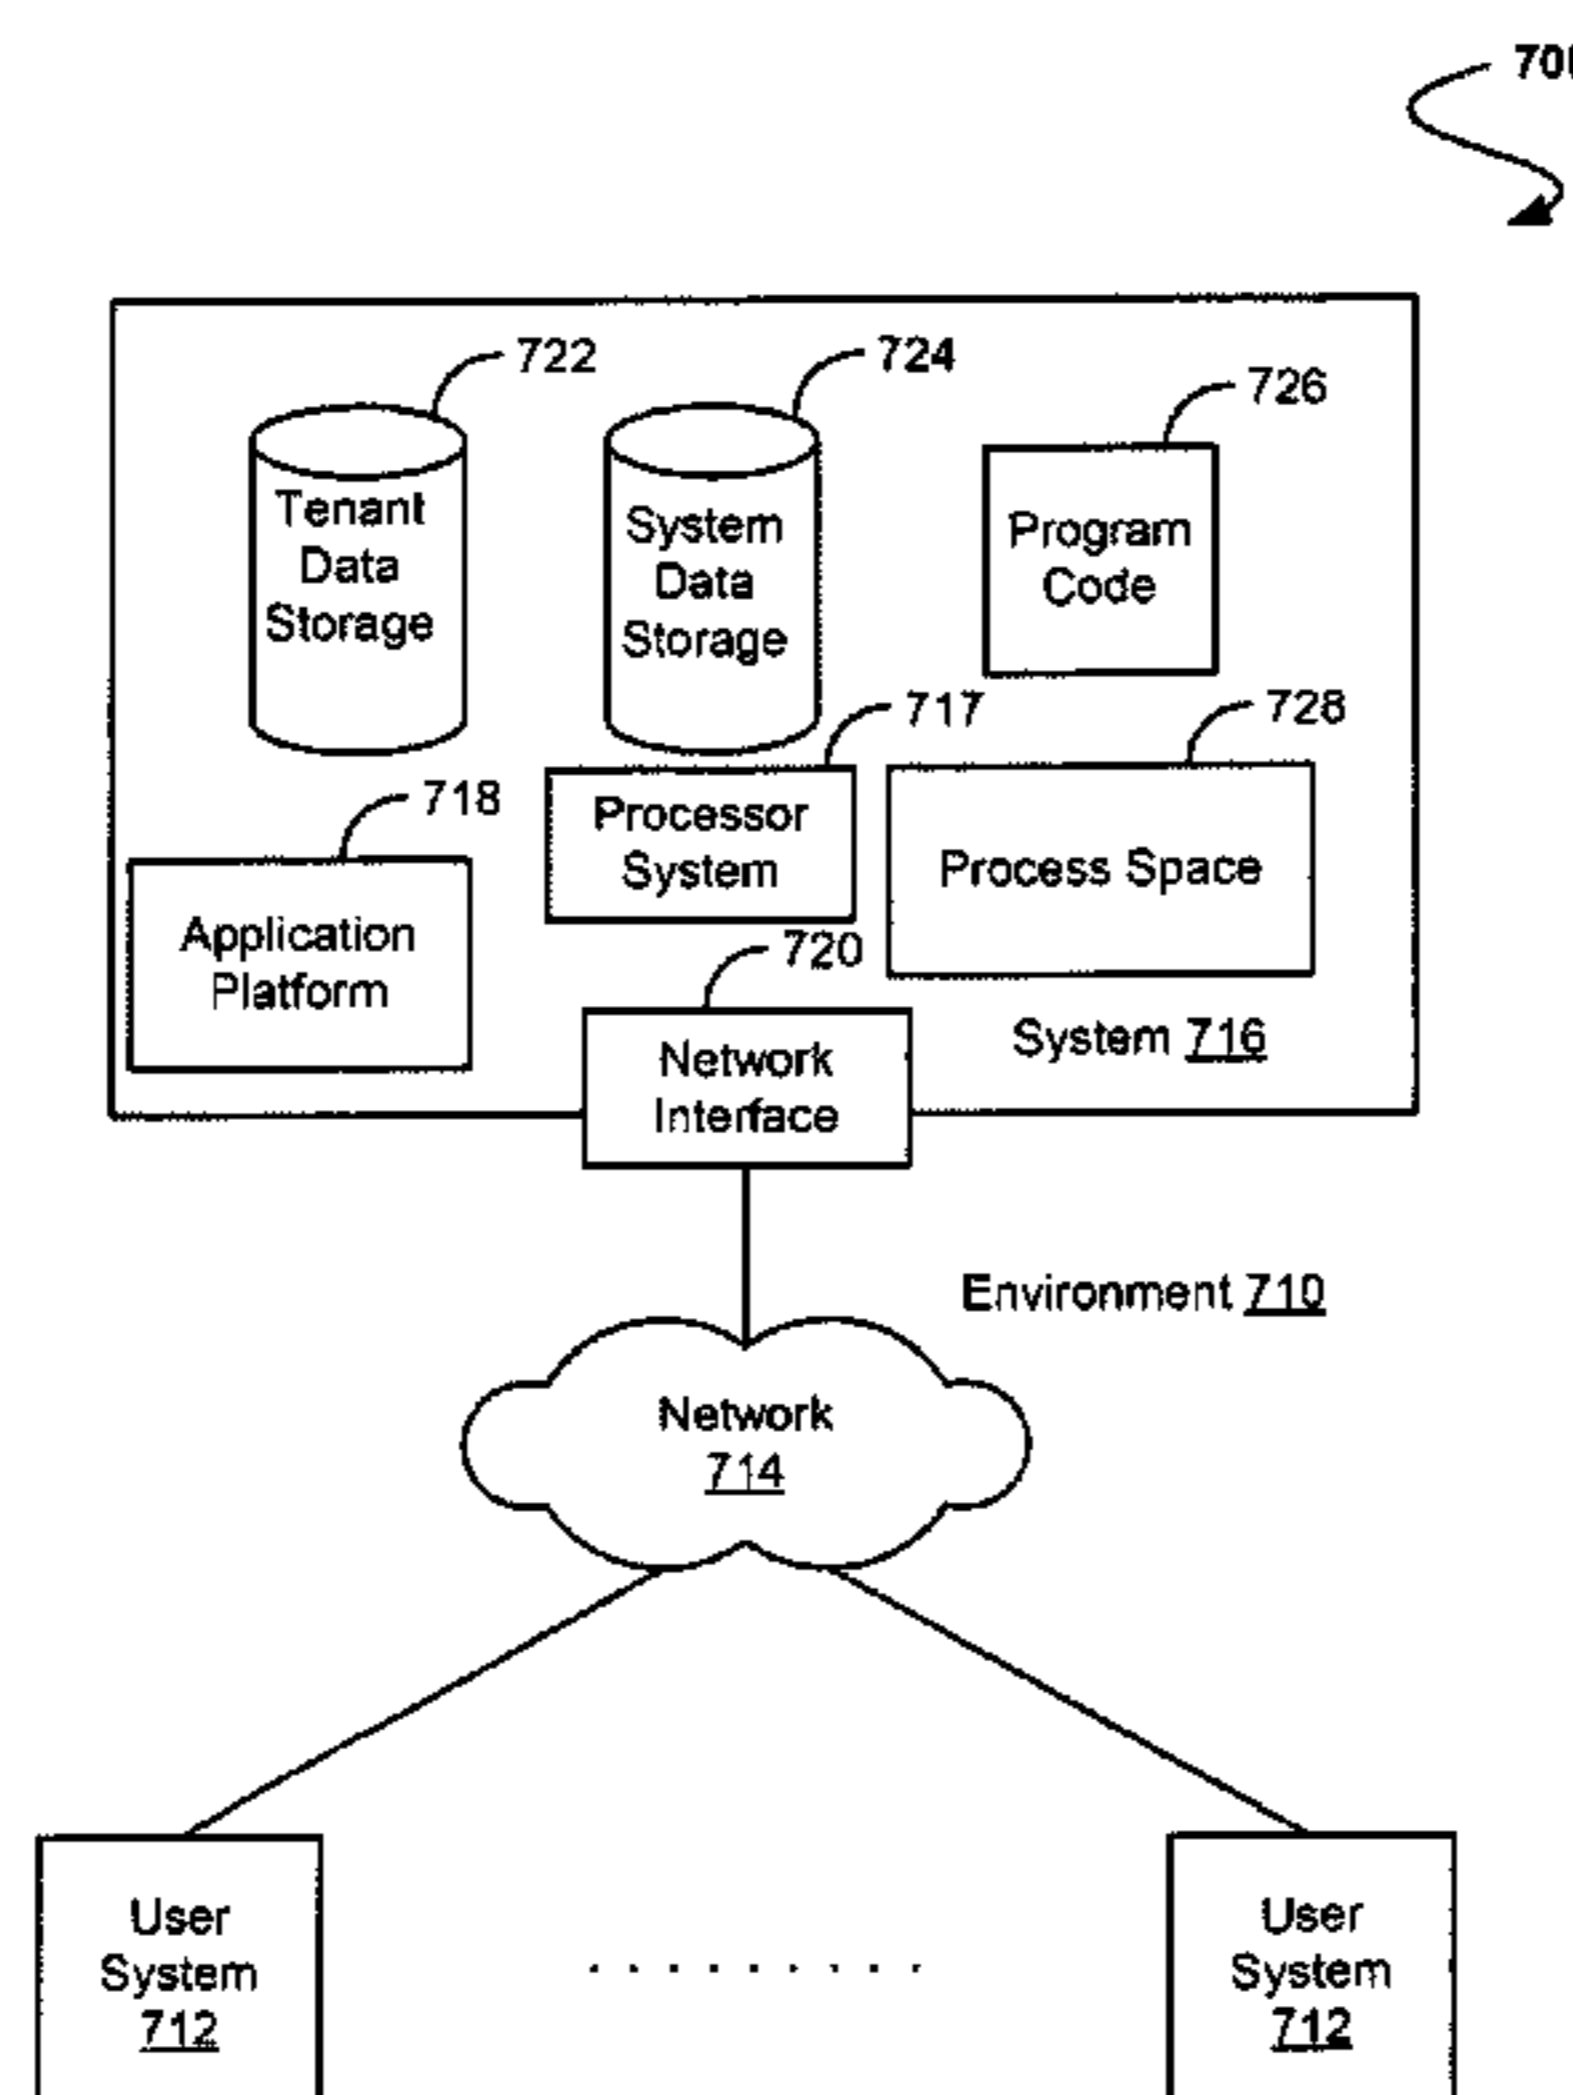 722
724
726
Tenant
Data
Storage
System
Data
Storage
Program
Code
717
728
718
Processor
System
Process Space
Application
Platform
720
Network
Interface
System 716
Environment 710
Network
714
User
System
712
. . . . . . . . .
User
System
712